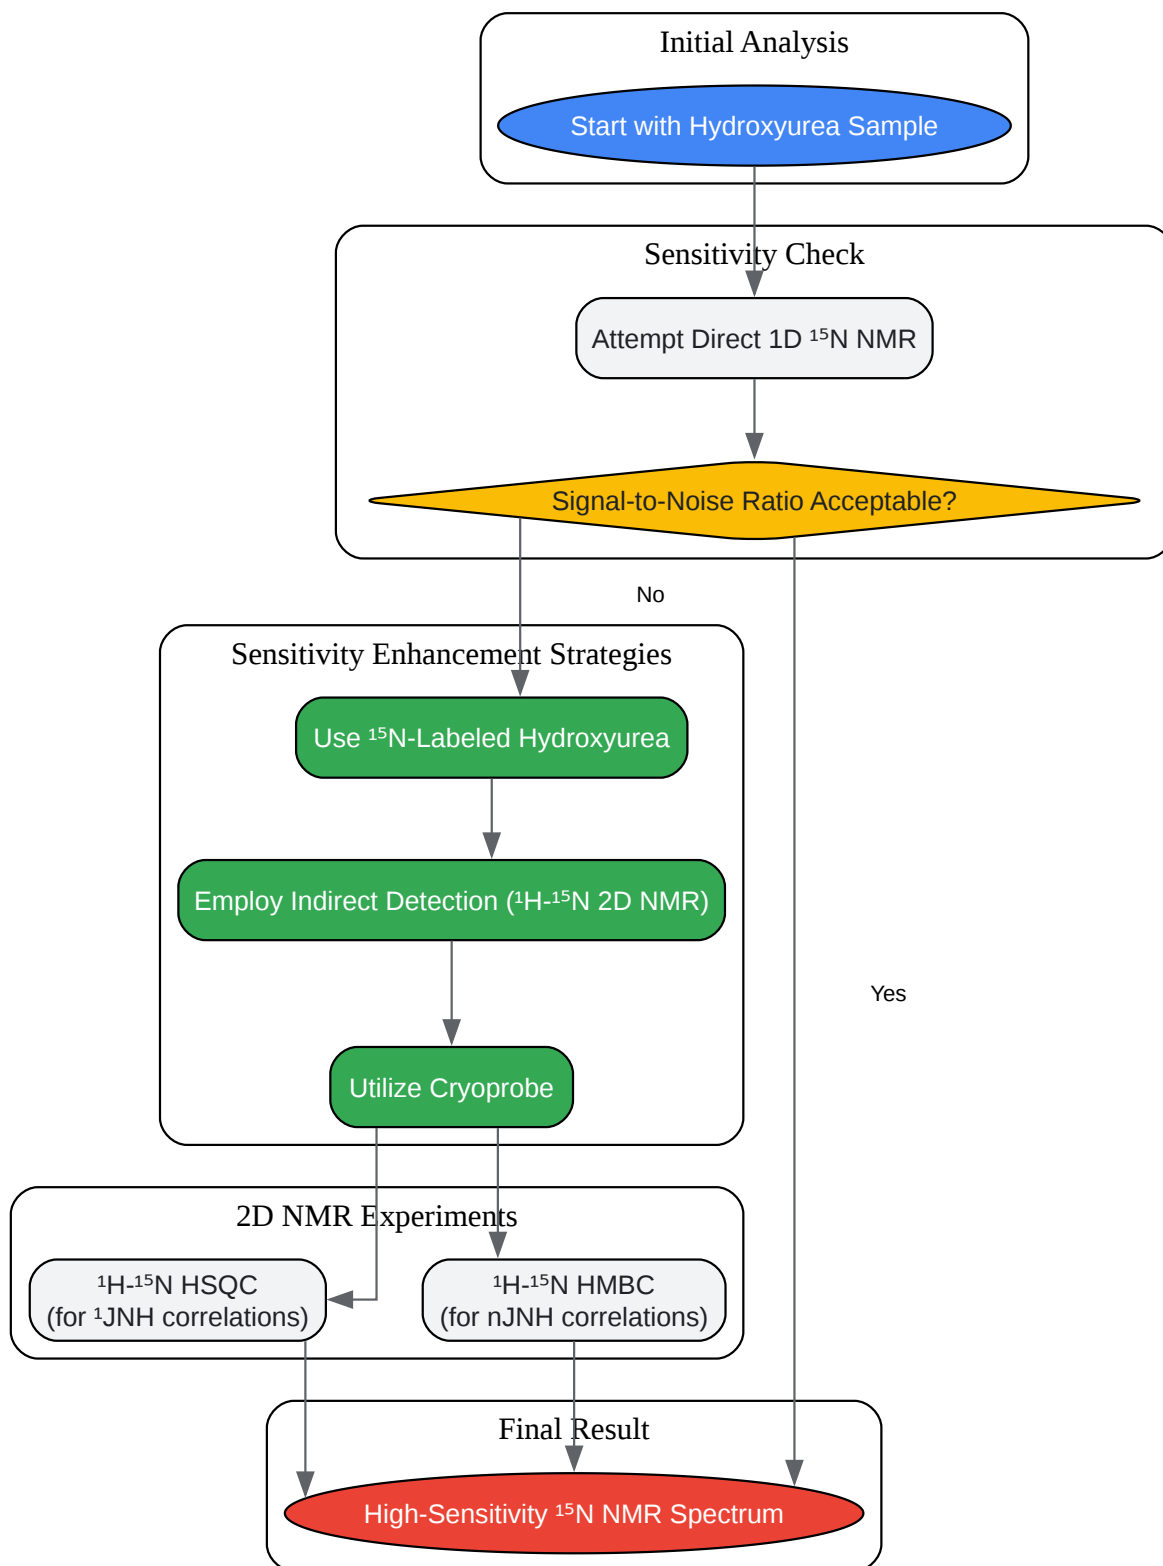 Initial Analysis
Start with Hydroxyurea Sample
Sensitivity Check
Attempt Direct 1D ¹⁵N NMR
Signal-to-Noise Ratio Acceptable?
No
Sensitivity Enhancement Strategies
Use ¹⁵N-Labeled Hydroxyurea
Employ Indirect Detection (¹H-¹⁵N 2D NMR)
Yes
Utilize Cryoprobe
2D NMR Experiments
¹H-¹⁵N HSQC
(for ¹JNH correlations)
¹H-¹⁵N HMBC
(for nJNH correlations)
Final Result
High-Sensitivity ¹⁵N NMR Spectrum